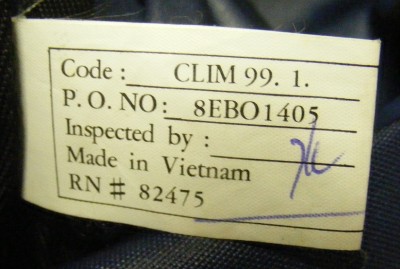 Code : CLIM 99. 1.
P. O. NO: 8EBO1405
Inspected by :
Made in Vietnam
RN # 82475